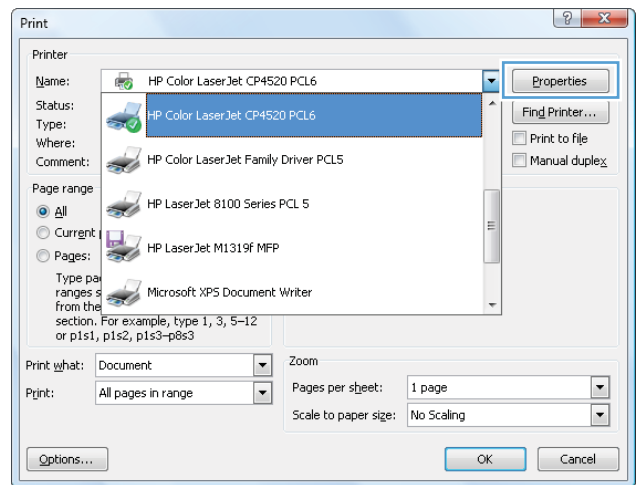 Print
Printer
Name: HP Color LaserJet CP4520 PCL6 Properties
Status:
HP Color LaserJet CP4520 PCL6 Find Printer...
Type:
Where: Print to file
Comment: HP Color LaserJet Family Driver PCL5 Manual duplex
Page range
All HP LaserJet 8100 Series PCL 5
Current
Pages: HP LaserJet M1319f MFP
Type
ranges Microsoft XPS Document Writer
from the
section. For example, type 1, 3, 5–12
or p1s1, p1s2, p1s3–p8s3
Print what: Document
Zoom
Print: All pages in range
Pages per sheet: 1 page
Scale to paper size: No Scaling
Options... OK Cancel